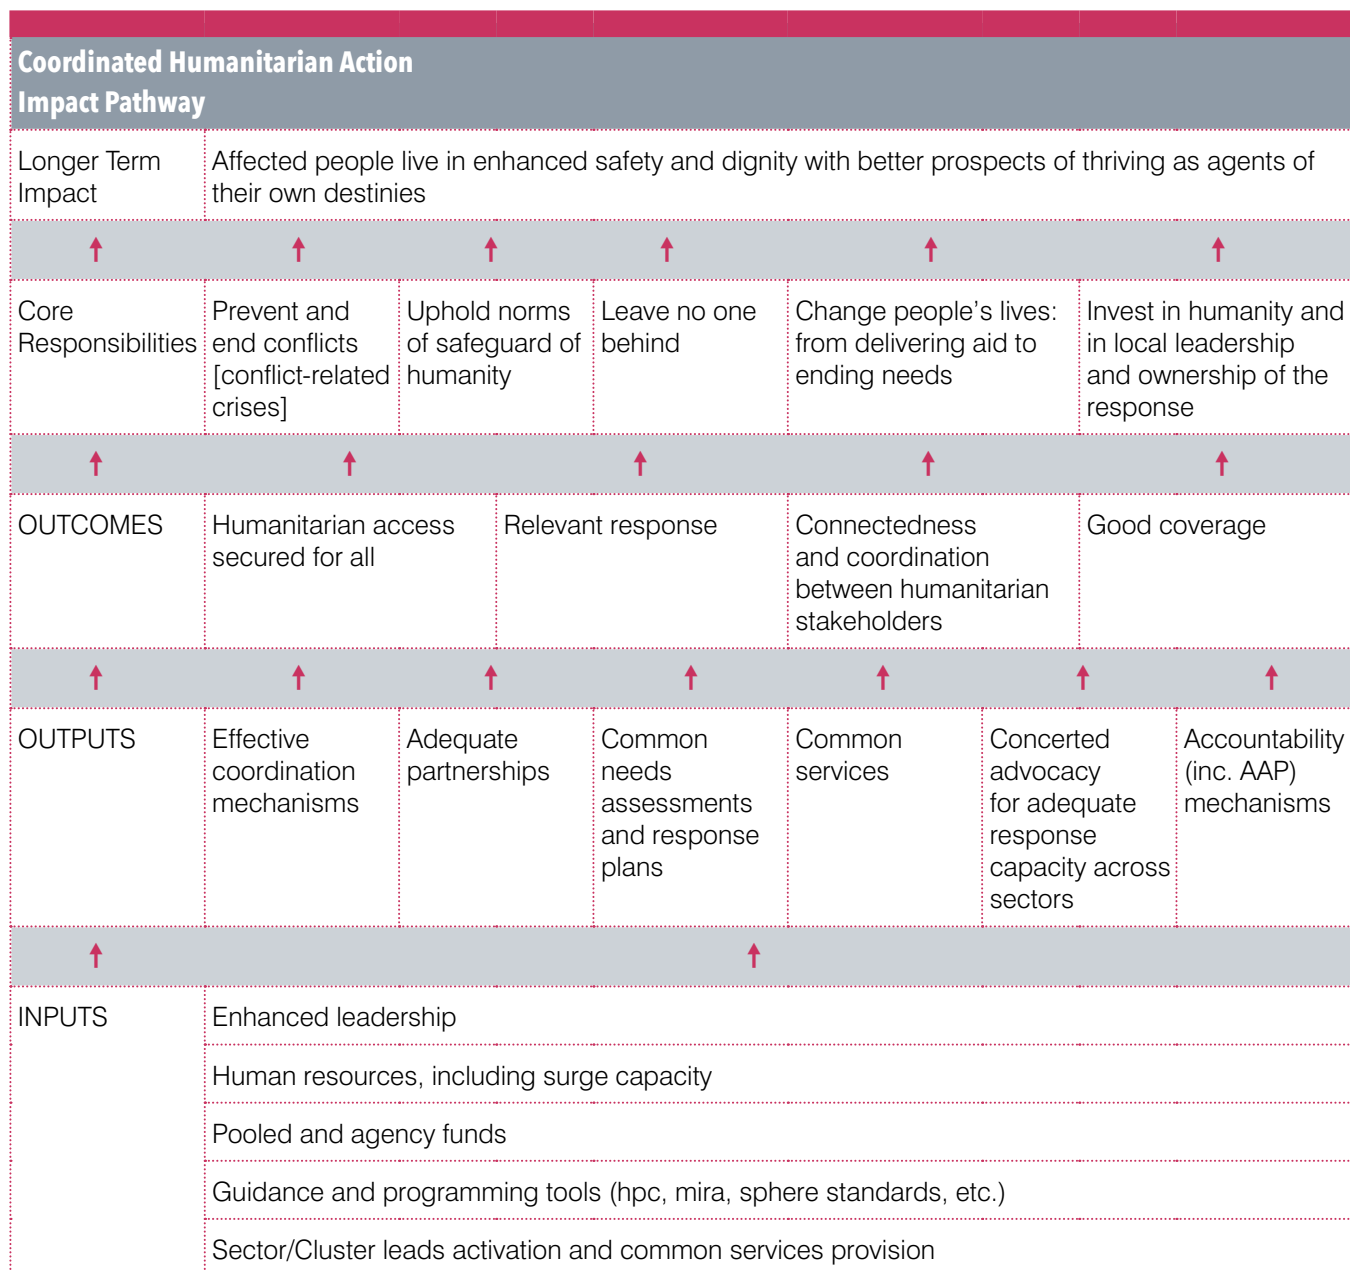 Coordinated Humanitarian Action
Impact Pathway
Longer Term
Impact
Affected people live in enhanced safety and dignity with better prospects of thriving as agents of
their own destinies
Core
Responsibilities
Prevent and
end conflicts
[conflict-related
crises]
Uphold norms
of safeguard of
humanity
Leave no one
behind
Change people’s lives:
from delivering aid to
ending needs
Invest in humanity and
in local leadership
and ownership of the
response
OUTCOMES
Humanitarian access
secured for all
Relevant response
Connectedness
and coordination
between humanitarian
stakeholders
Good coverage
OUTPUTS
Effective
coordination
mechanisms
Adequate
partnerships
Common
needs
assessments
and response
plans
Common
services
Concerted
advocacy
for adequate
response
capacity across
sectors
Accountability
(inc. AAP)
mechanisms
INPUTS
Enhanced leadership
Human resources, including surge capacity
Pooled and agency funds
Guidance and programming tools (hpc, mira, sphere standards, etc.)
Sector/Cluster leads activation and common services provision